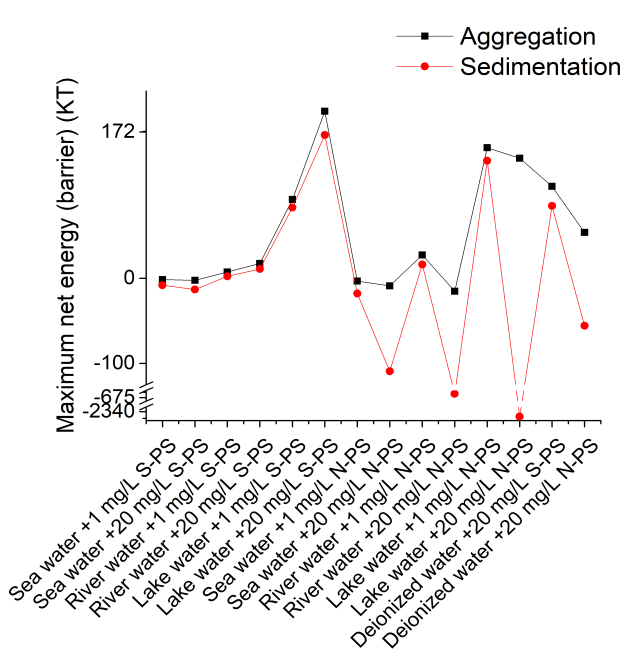 Aggregation
Sedimentation
Maximum net energy (barrier) (KT)
172
0
-100
-675
-2340
Sea water +1 mg/L S-PS
Sea water +20 mg/L S-PS
River water +1 mg/L S-PS
River water +20 mg/L S-PS
Lake water +1 mg/L S-PS
Lake water +20 mg/L S-PS
Sea water +1 mg/L N-PS
Sea water +20 mg/L N-PS
River water +1 mg/L N-PS
River water +20 mg/L N-PS
Lake water +1 mg/L N-PS
Lake water +20 mg/L N-PS
Deionized water +20 mg/L S-PS
Deionized water +20 mg/L N-PS